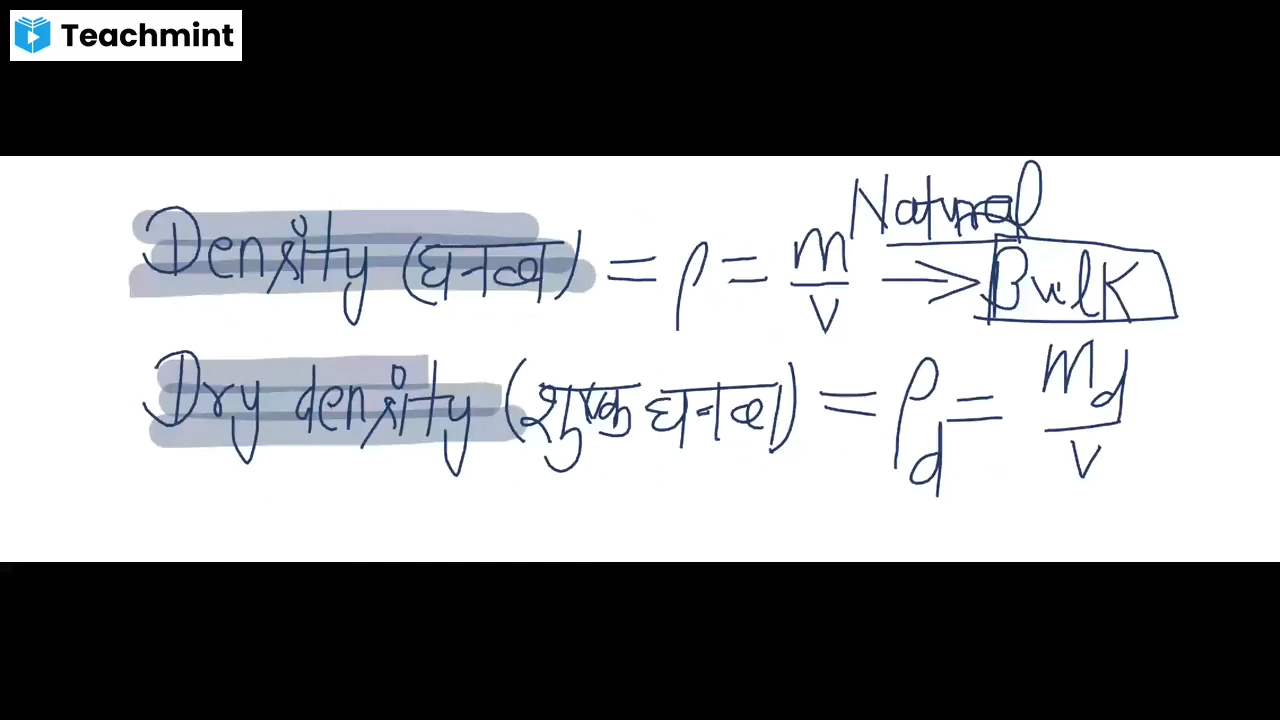 Teachmint
Natural
Density (घनत्व) = ρ = m/v → Bulk
Dry density (शुष्क घनत्व) = ρd = Md/v